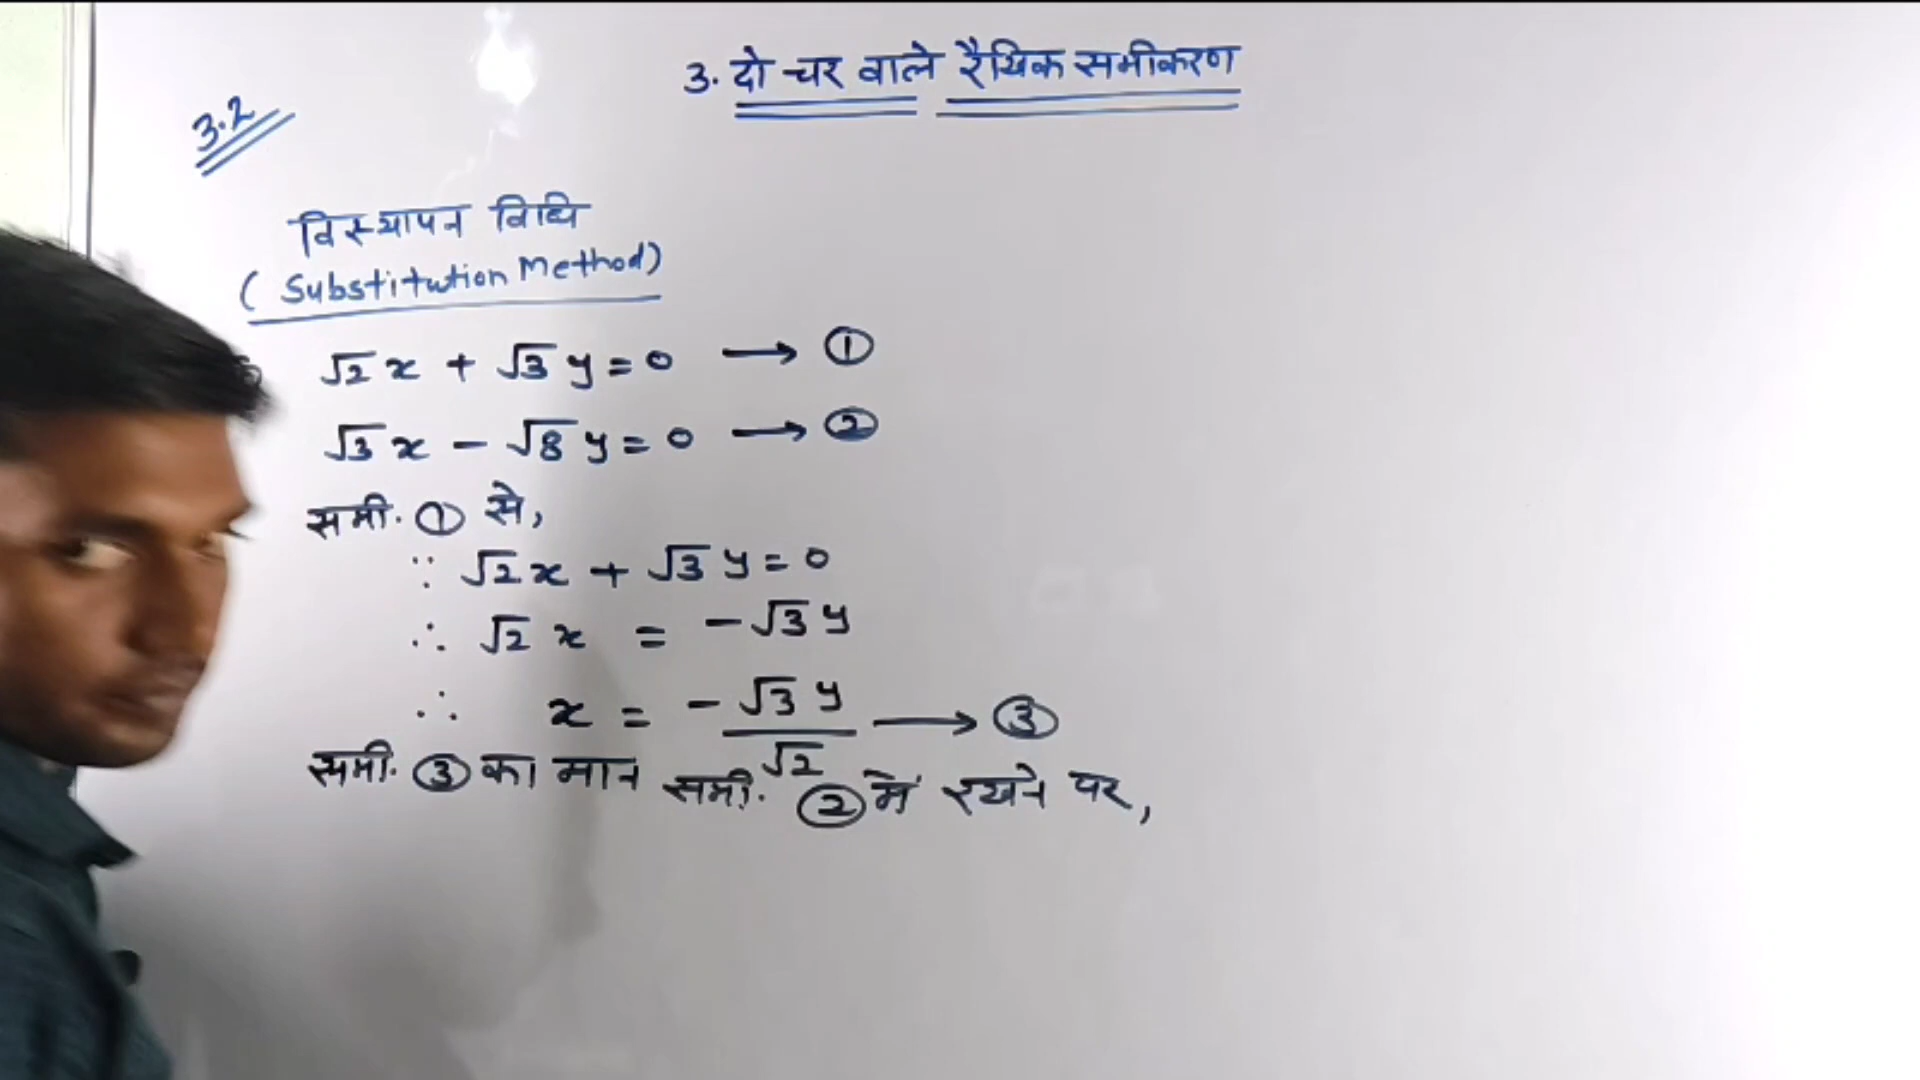 3. दो चर वाले रैखिक समीकरण
3.2
विस्थापन विधि
(Substitution Method)
√2 x + √3 y = 0 ⟶ ①
√3 x − √8 y = 0 ⟶ ②
समी. ① से,
∵ √2 x + √3 y = 0
∴ √2 x = −√3 y
∴ x = −√3 y / √2 ⟶ ③
समी. ③ का मान समी. ② में रखने पर,